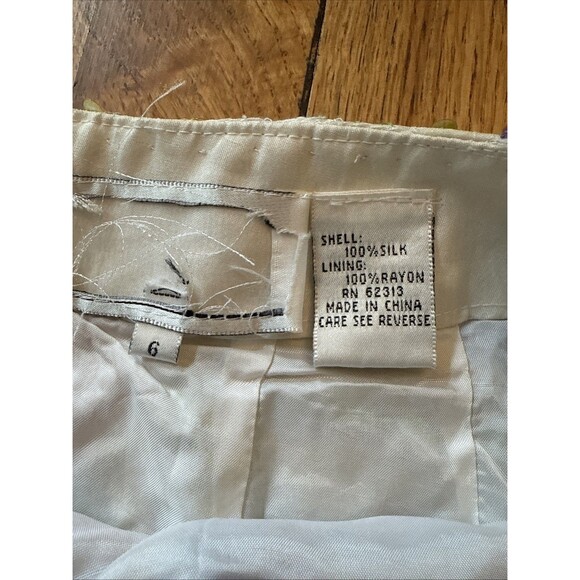 SHELL:
100%SILK
LINING:
100%RAYON
RN 62313
MADE IN CHINA
CARE SEE REVERSE
6